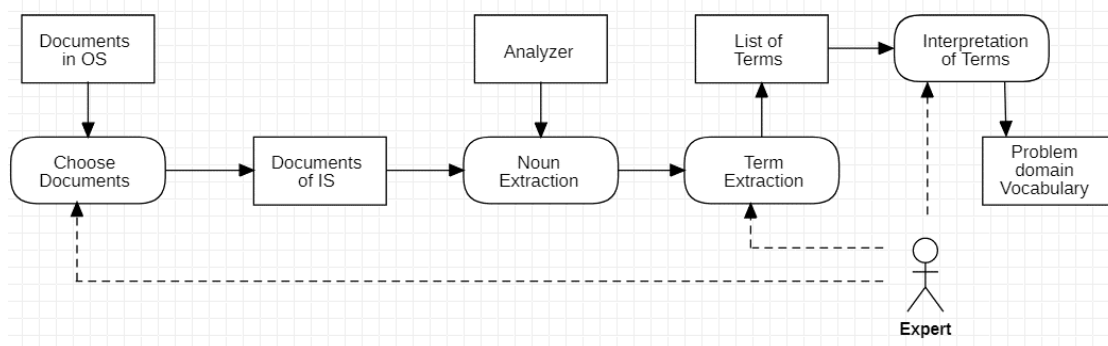 Documents
in OS
Analyzer
List of
Terms
Interpretation
of Terms
Choose
Documents
Documents
of IS
Noun
Extraction
Term
Extraction
Problem
domain
Vocabulary
Expert